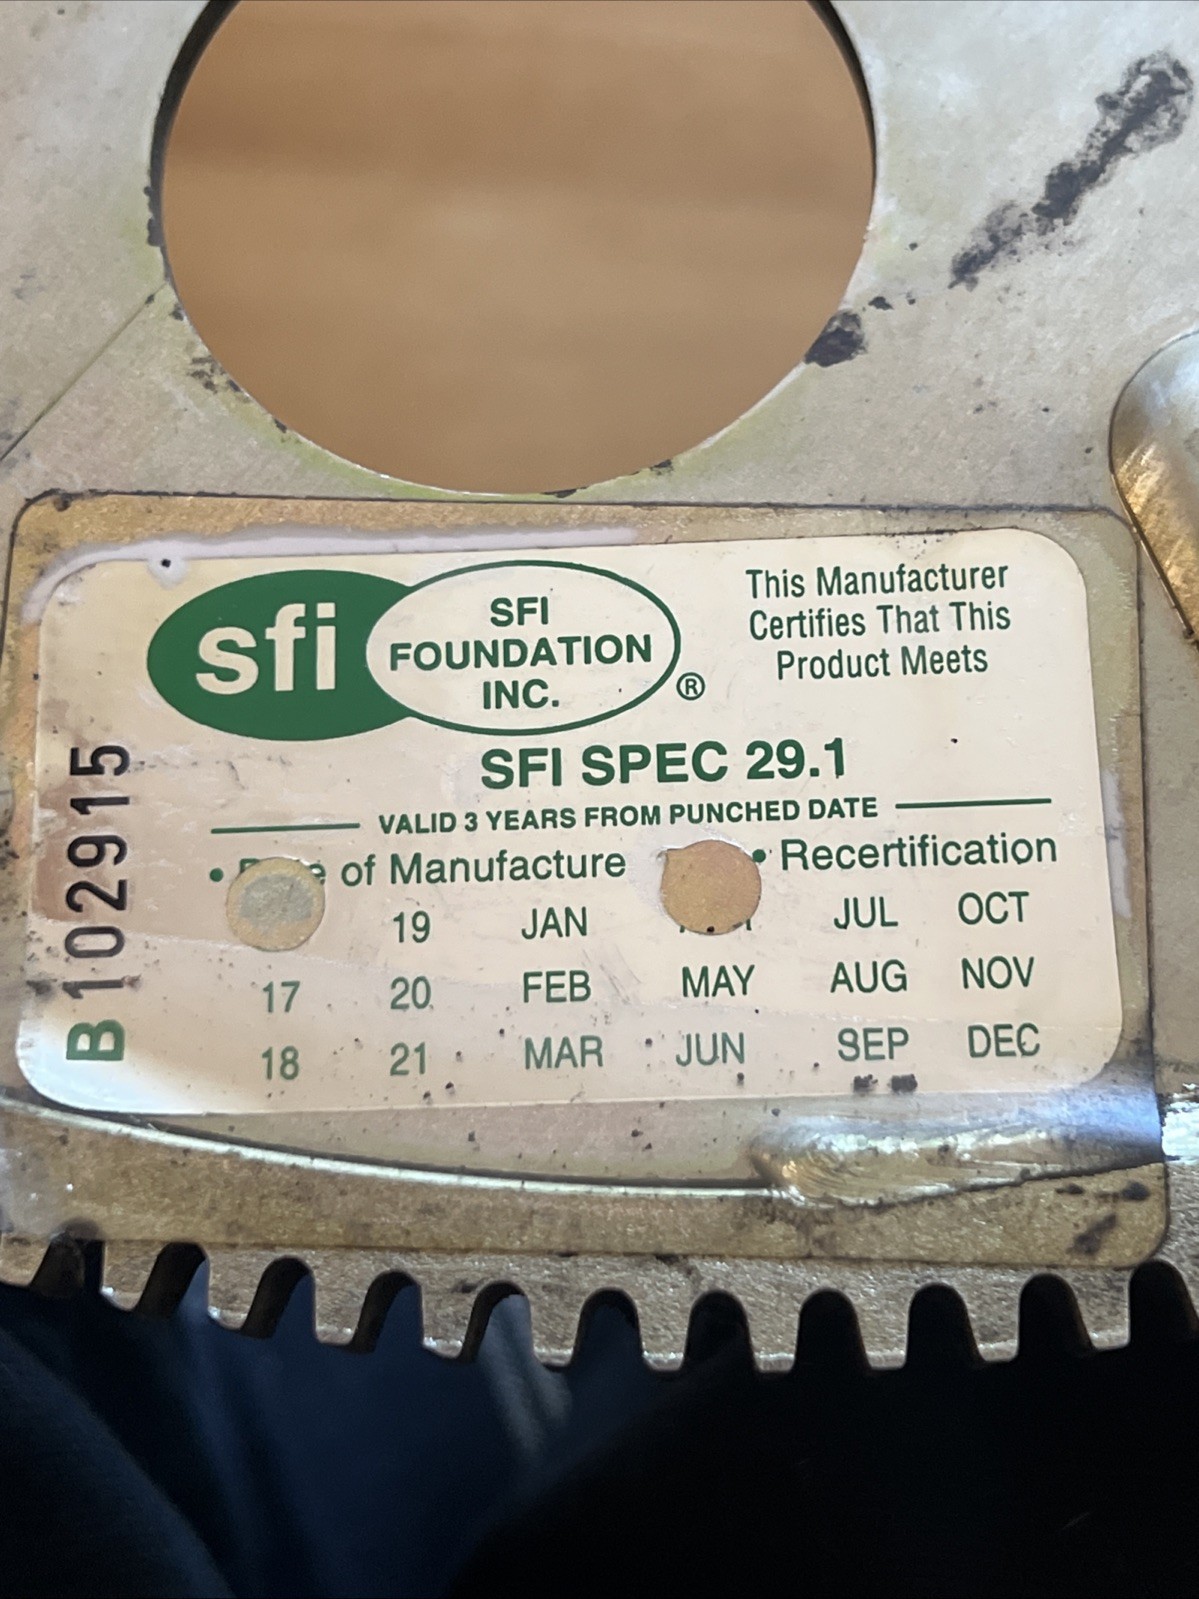 sfi
SFI
FOUNDATION
INC.
®
This Manufacturer
Certifies That This
Product Meets
SFI SPEC 29.1
VALID 3 YEARS FROM PUNCHED DATE
• of Manufacture • Recertification
19 JAN JUL OCT
17 20 FEB MAY AUG NOV
18 21 MAR JUN SEP DEC
B 102915